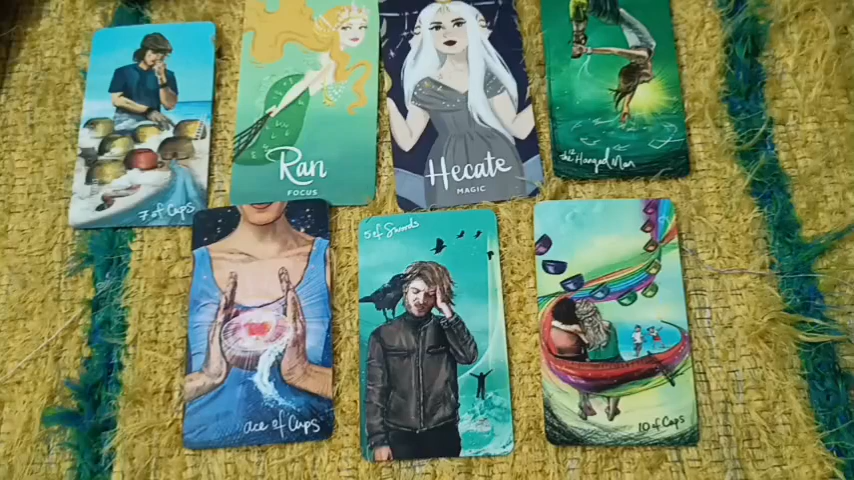 7 of Cups
Ran
FOCUS
Hecate
MAGIC
the Hanged Man
12
ace of Cups
5 of Swords
10 of Cups